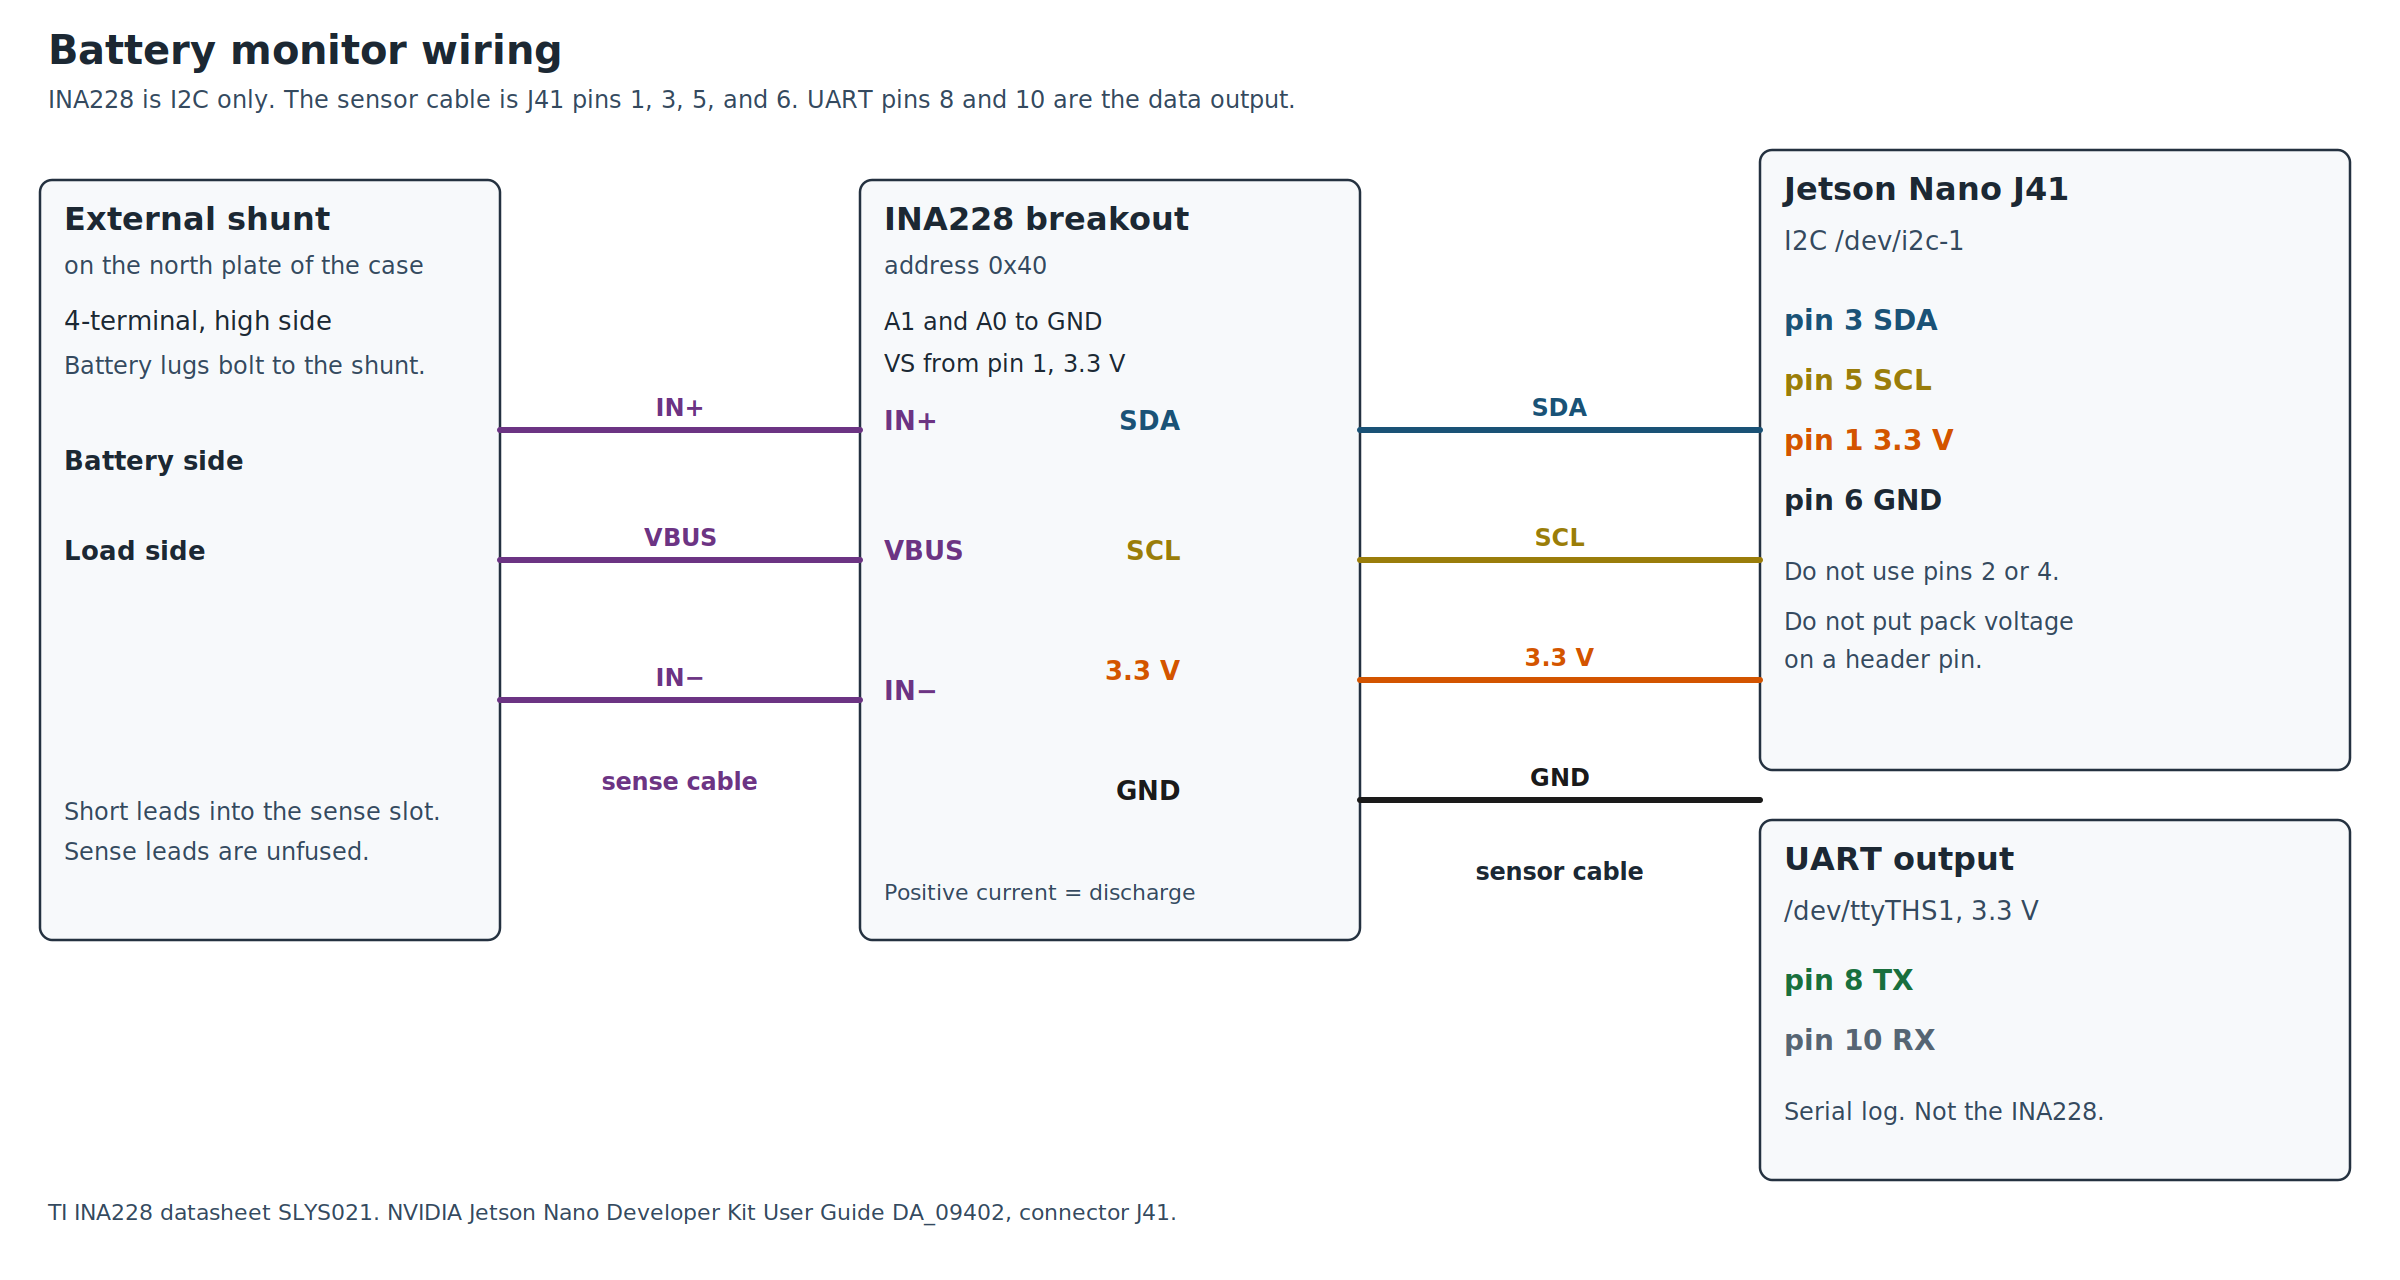 Battery monitor wiring
INA228 is I2C only. The sensor cable is J41 pins 1, 3, 5, and 6. UART pins 8 and 10 are the data output.
External shunt
on the north plate of the case
4-terminal, high side
Battery lugs bolt to the shunt.
Battery side
Load side
Short leads into the sense slot.
Sense leads are unfused.
IN+
VBUS
IN−
sense cable
INA228 breakout
address 0x40
A1 and A0 to GND
VS from pin 1, 3.3 V
IN+ SDA
VBUS SCL
3.3 V
IN−
GND
Positive current = discharge
SDA
SCL
3.3 V
GND
sensor cable
Jetson Nano J41
I2C /dev/i2c-1
pin 3 SDA
pin 5 SCL
pin 1 3.3 V
pin 6 GND
Do not use pins 2 or 4.
Do not put pack voltage
on a header pin.
UART output
/dev/ttyTHS1, 3.3 V
pin 8 TX
pin 10 RX
Serial log. Not the INA228.
TI INA228 datasheet SLYS021. NVIDIA Jetson Nano Developer Kit User Guide DA_09402, connector J41.